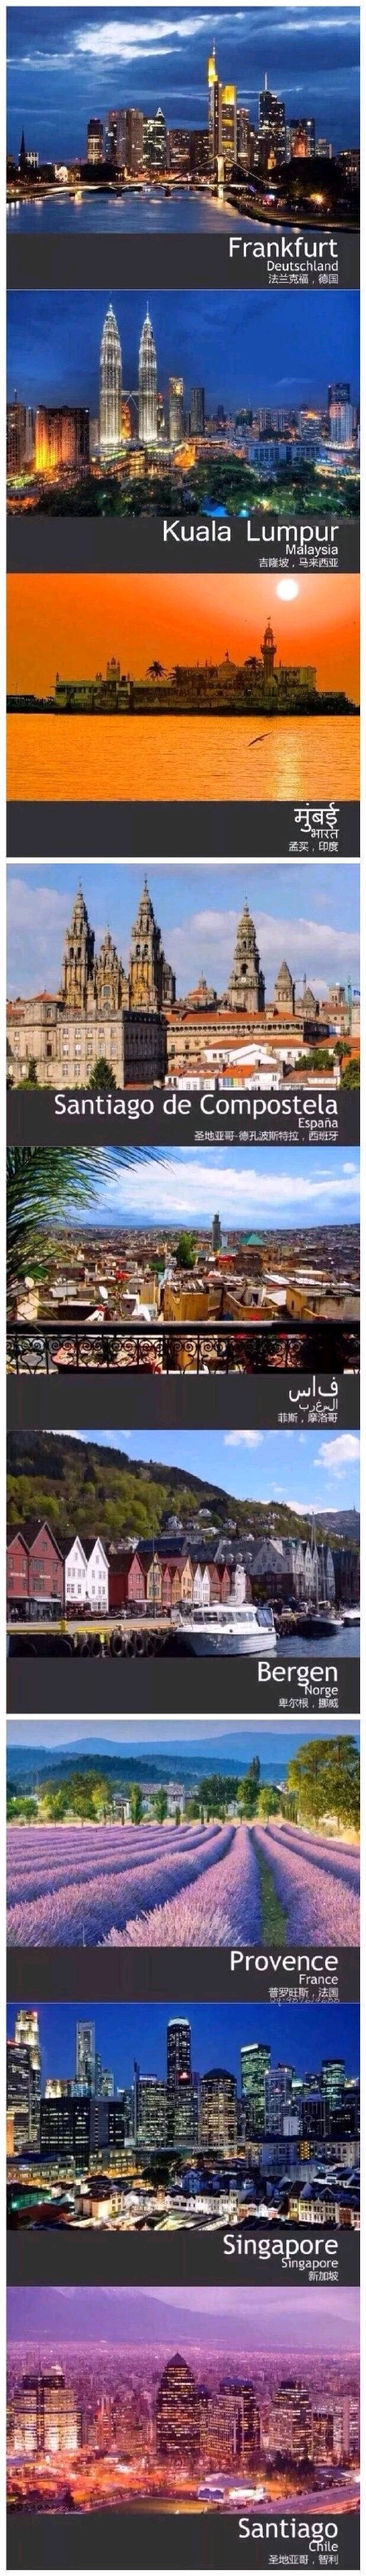 Frankfurt
Deutschland
法兰克福，德国
Kuala Lumpur
Malaysia
吉隆坡，马来西亚
मुंबई
भारत
孟买，印度
Santiago de Compostela
España
圣地亚哥-德孔波斯特拉，西班牙
فاس
المغرب
菲斯，摩洛哥
Bergen
Norge
卑尔根，挪威
Provence
France
普罗旺斯，法国
Singapore
Singapore
新加坡
Santiago
Chile
圣地亚哥，智利